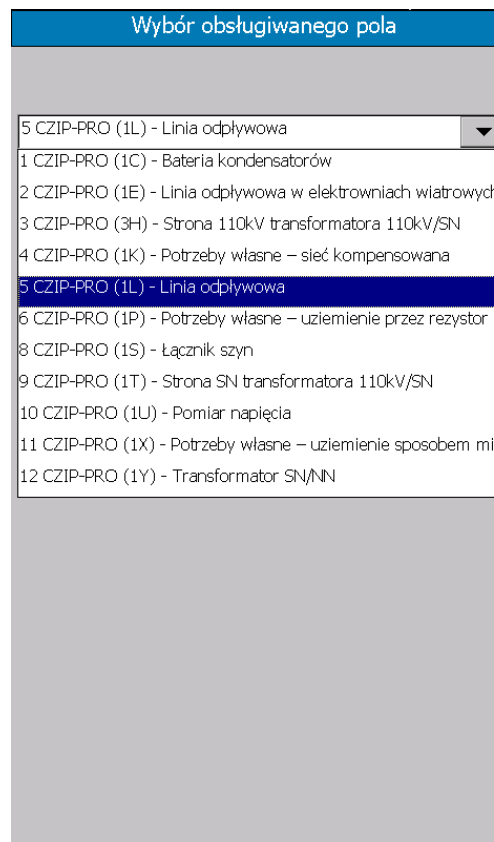 Wybór obsługiwanego pola
5 CZIP-PRO (1L) - Linia odpływowa
1 CZIP-PRO (1C) - Bateria kondensatorów
2 CZIP-PRO (1E) - Linia odpływowa w elektrowniach wiatrowych
3 CZIP-PRO (3H) - Strona 110kV transformatora 110kV/SN
4 CZIP-PRO (1K) - Potrzeby własne – sieć kompensowana
5 CZIP-PRO (1L) - Linia odpływowa
6 CZIP-PRO (1P) - Potrzeby własne – uziemienie przez rezystor
8 CZIP-PRO (1S) - Łącznik szyn
9 CZIP-PRO (1T) - Strona SN transformatora 110kV/SN
10 CZIP-PRO (1U) - Pomiar napięcia
11 CZIP-PRO (1X) - Potrzeby własne – uziemienie sposobem mi
12 CZIP-PRO (1Y) - Transformator SN/NN